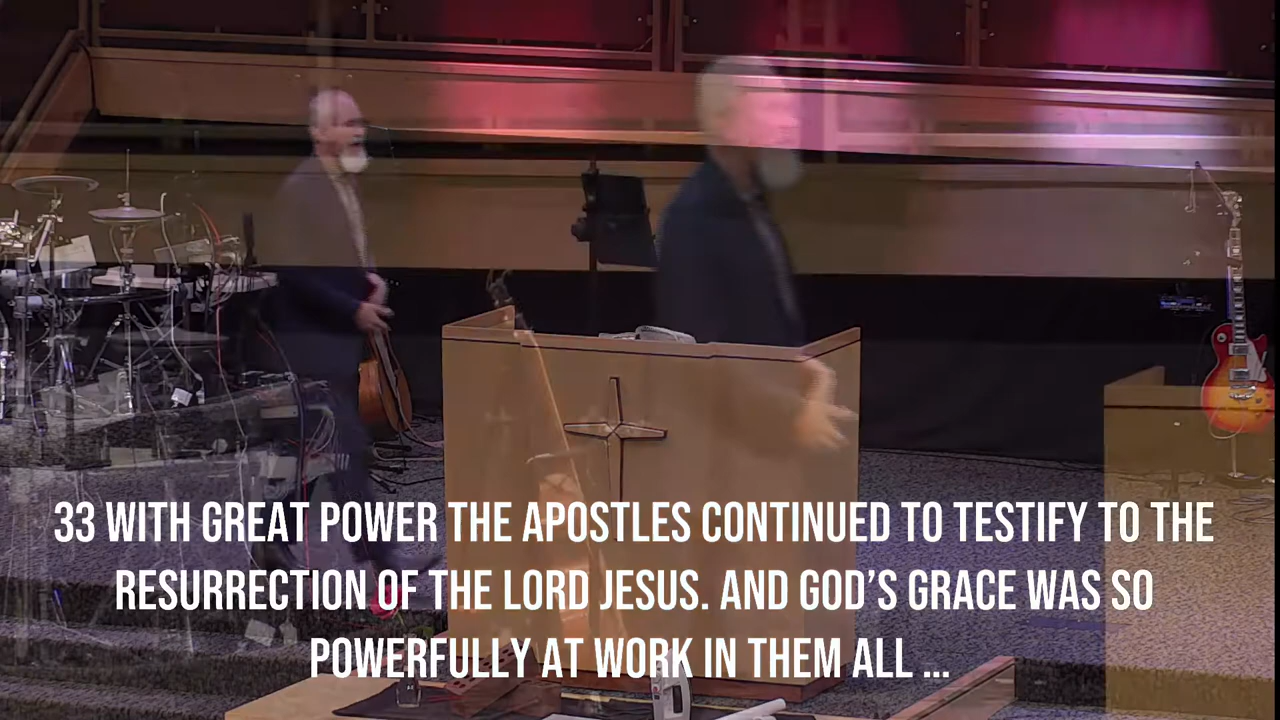 33 WITH GREAT POWER THE APOSTLES CONTINUED TO TESTIFY TO THE
RESURRECTION OF THE LORD JESUS. AND GOD’S GRACE WAS SO
POWERFULLY AT WORK IN THEM ALL ...